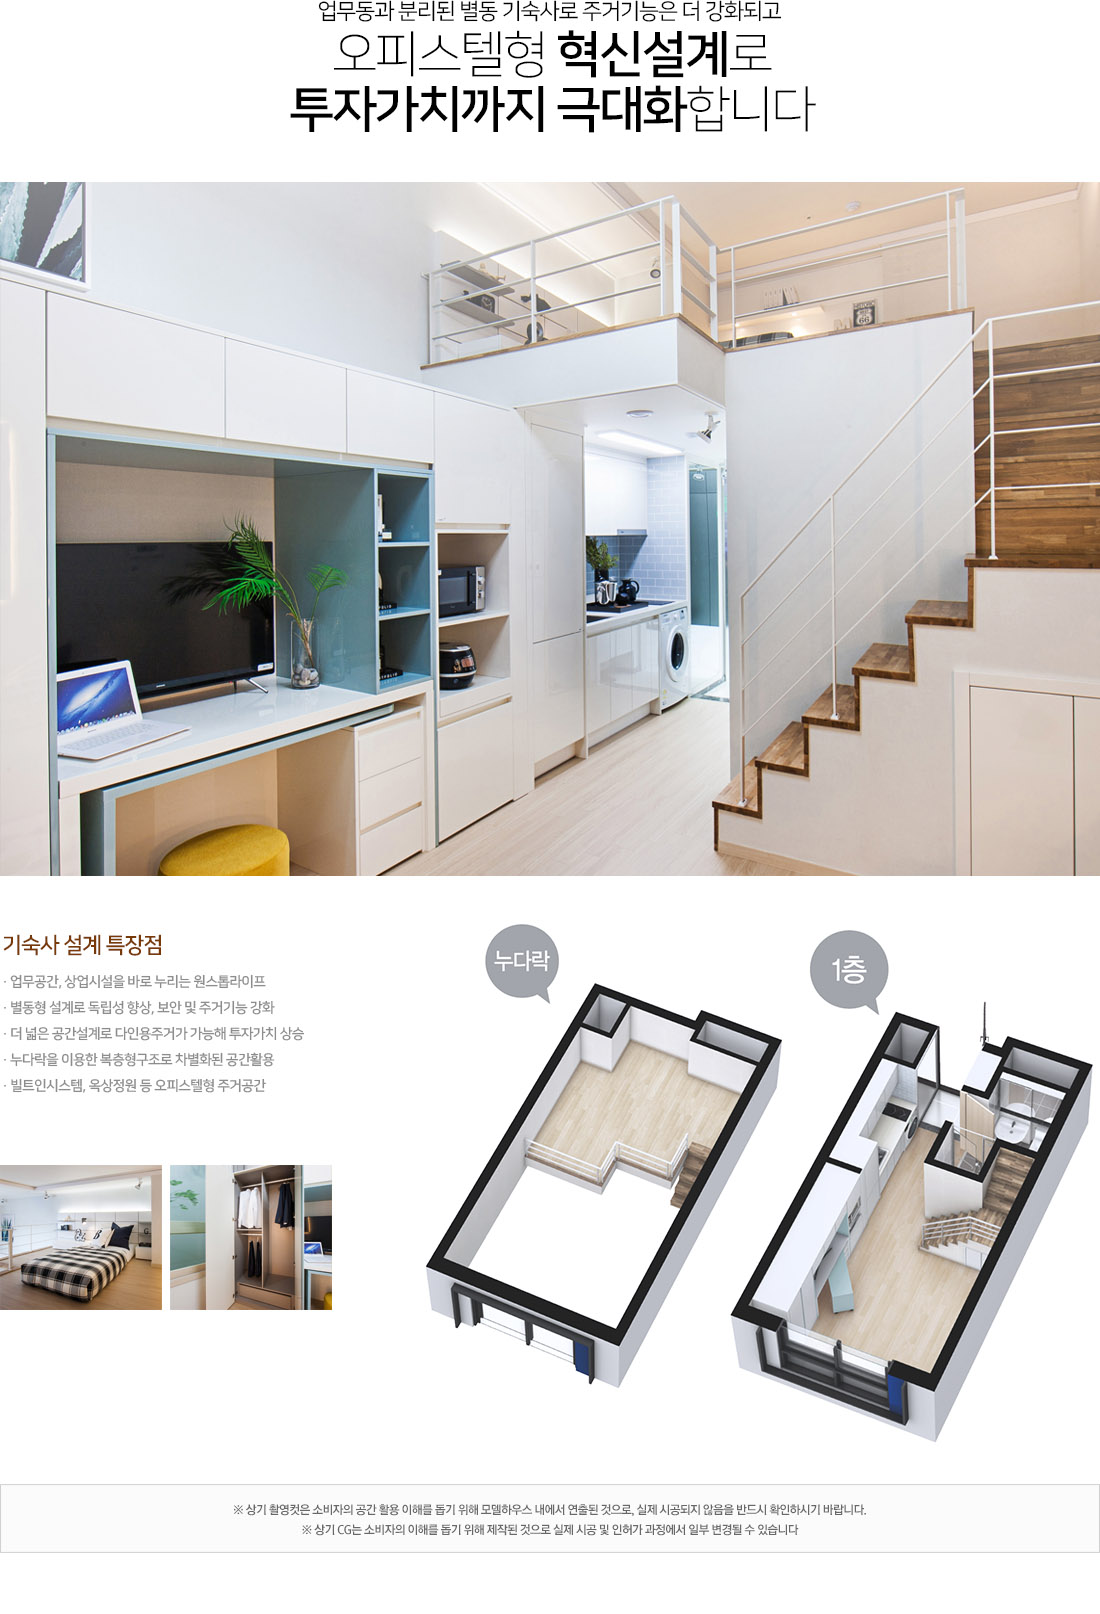 업무동과 분리된 별동 기숙사로 주거기능은 더 강화되고
오피스텔형 혁신설계로
투자가치까지 극대화합니다
기숙사 설계 특장점
· 업무공간, 상업시설을 바로 누리는 원스톱라이프
· 별동형 설계로 독립성 향상, 보안 및 주거기능 강화
· 더 넓은 공간설계로 다인용주거가 가능해 투자가치 상승
· 누다락을 이용한 복층형구조로 차별화된 공간활용
· 빌트인시스템, 옥상정원 등 오피스텔형 주거공간
누다락
1층
※ 상기 촬영컷은 소비자의 공간 활용 이해를 돕기 위해 모델하우스 내에서 연출된 것으로, 실제 시공되지 않음을 반드시 확인하시기 바랍니다.
※ 상기 CG는 소비자의 이해를 돕기 위해 제작된 것으로 실제 시공 및 인허가 과정에서 일부 변경될 수 있습니다